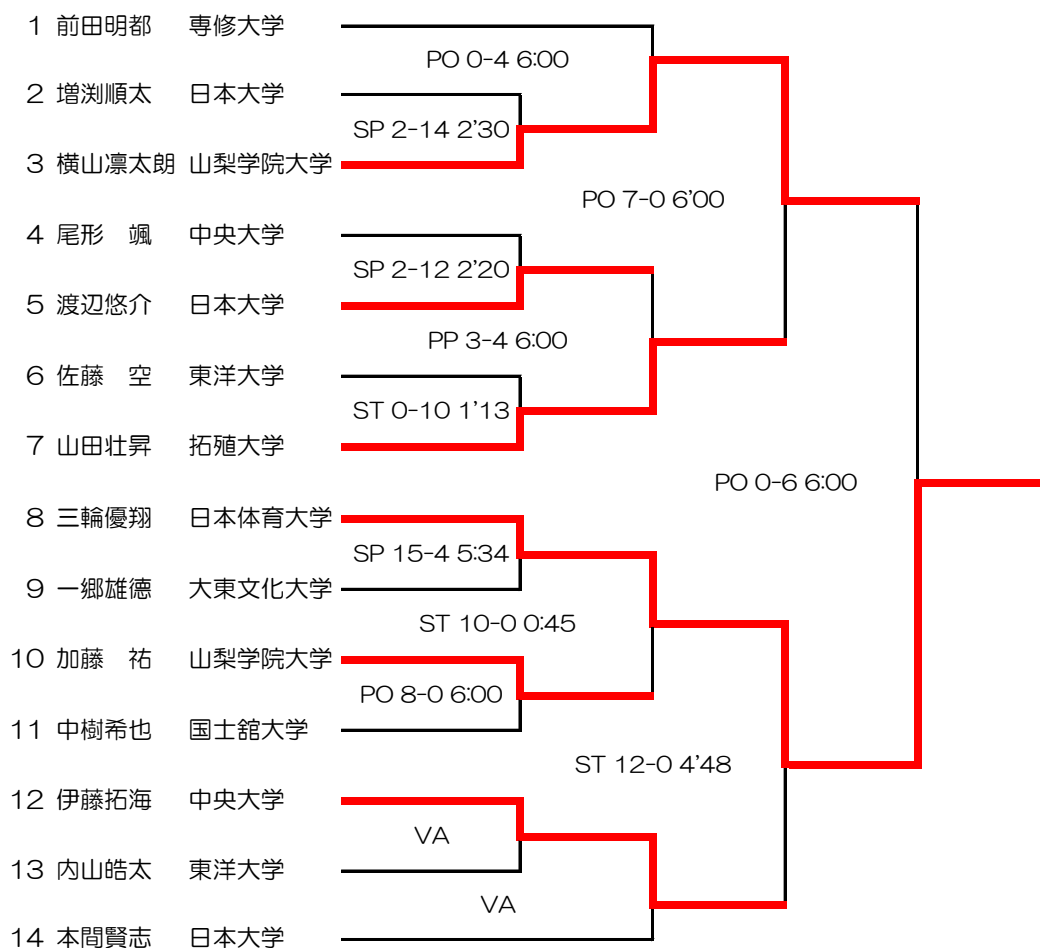 1 前田明都 専修大学
PO 0-4 6:00
2 増渕順太 日本大学
SP 2-14 2'30
3 横山凛太朗 山梨学院大学
PO 7-0 6'00
4 尾形 颯 中央大学
SP 2-12 2'20
5 渡辺悠介 日本大学
PP 3-4 6:00
6 佐藤 空 東洋大学
ST 0-10 1'13
7 山田壮昇 拓殖大学
PO 0-6 6:00
8 三輪優翔 日本体育大学
SP 15-4 5:34
9 一郷雄德 大東文化大学
ST 10-0 0:45
10 加藤 祐 山梨学院大学
PO 8-0 6:00
11 中樹希也 国士舘大学
ST 12-0 4'48
12 伊藤拓海 中央大学
VA
13 内山皓太 東洋大学
VA
14 本間賢志 日本大学